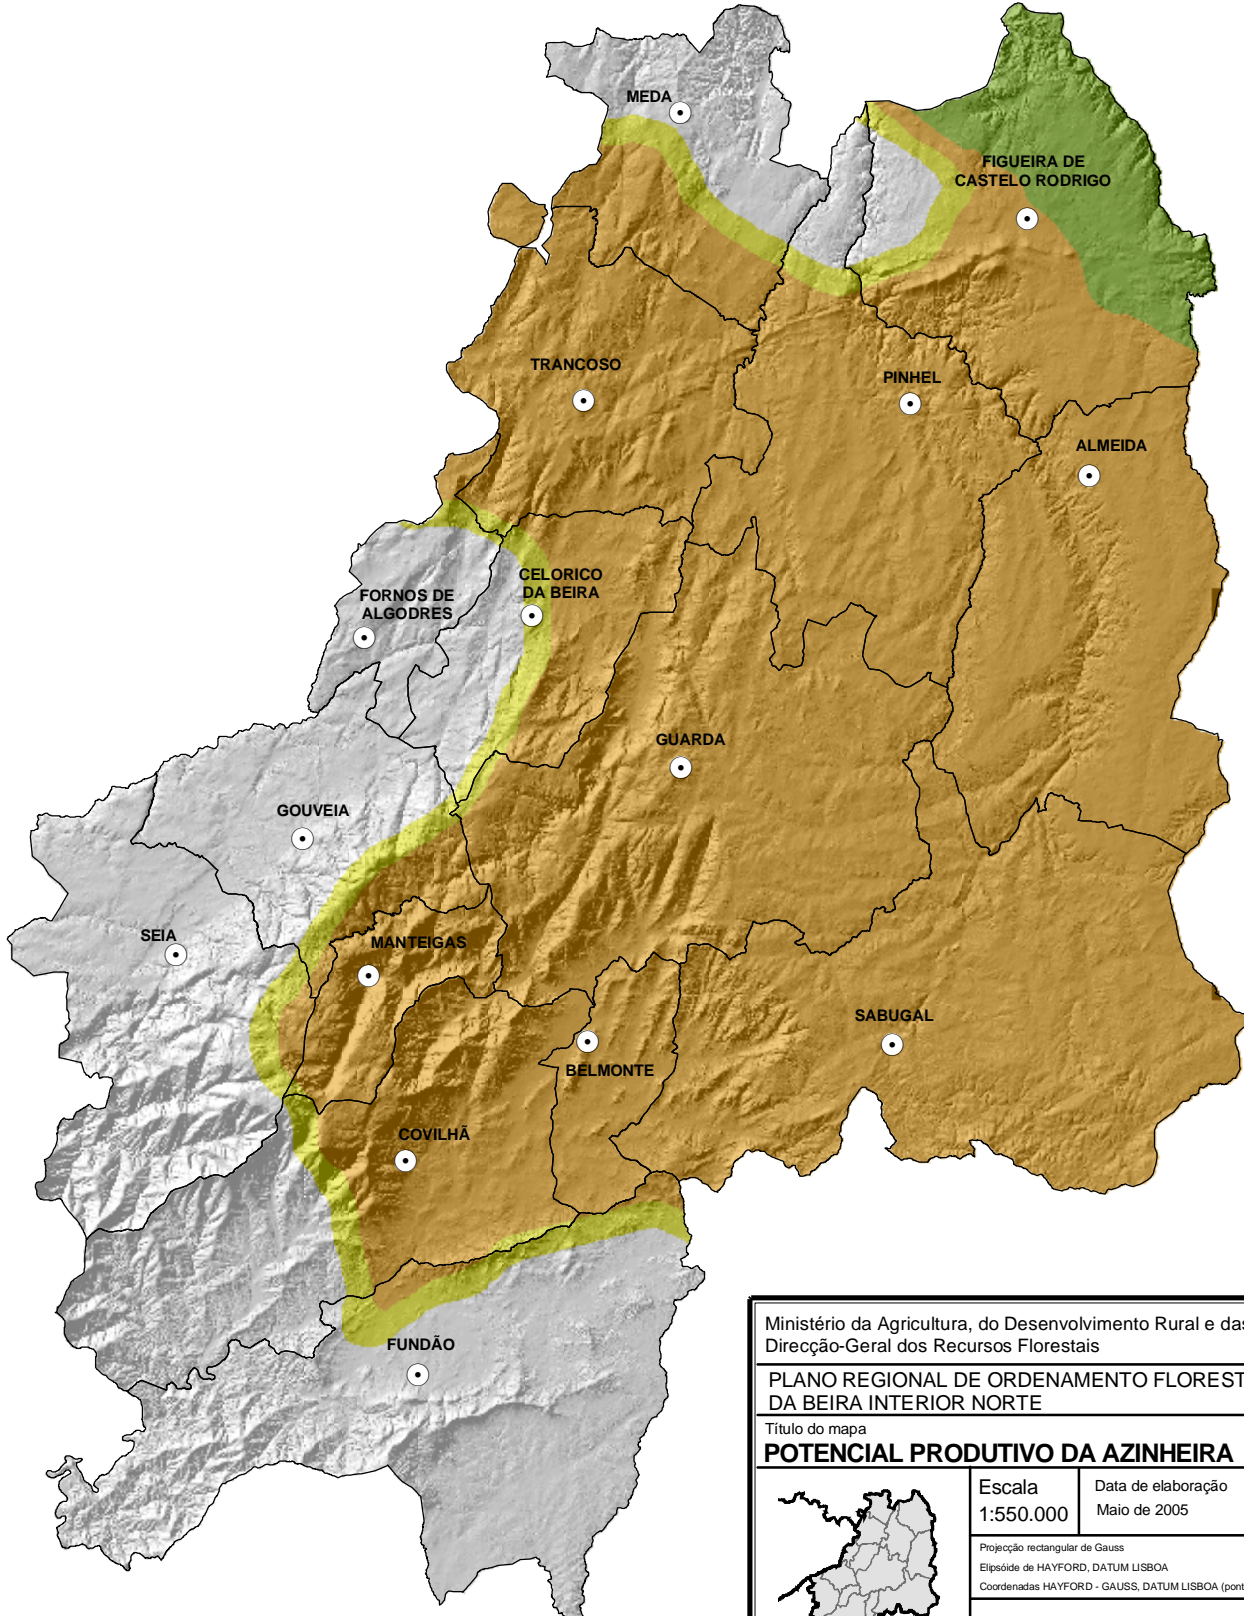 MEDA
FIGUEIRA DE
CASTELO RODRIGO
TRANCOSO
PINHEL
ALMEIDA
CELORICO
DA BEIRA
FORNOS DE
ALGODRES
GUARDA
GOUVEIA
SEIA
MANTEIGAS
SABUGAL
BELMONTE
COVILHÃ
FUNDÃO
Ministério da Agricultura, do Desenvolvimento Rural e das
Direcção-Geral dos Recursos Florestais
PLANO REGIONAL DE ORDENAMENTO FLOREST
DA BEIRA INTERIOR NORTE
Título do mapa
POTENCIAL PRODUTIVO DA AZINHEIRA
Escala
1:550.000
Data de elaboração
Maio de 2005
Projecção rectangular de Gauss
Elipsóide de HAYFORD, DATUM LISBOA
Coordenadas HAYFORD - GAUSS, DATUM LISBOA (pont